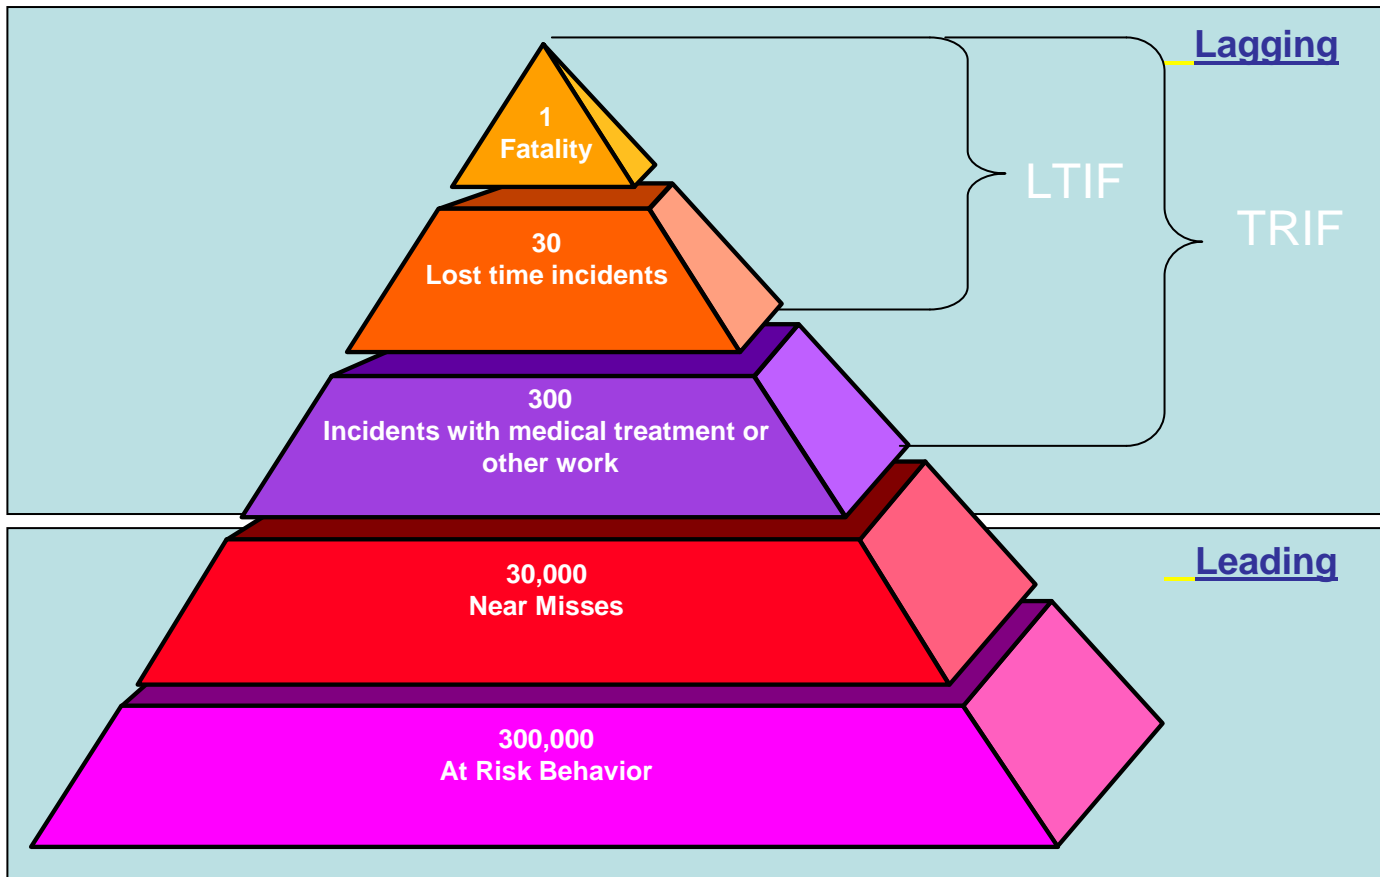 Lagging
1
Fatality
LTIF
TRIF
30
Lost time incidents
300
Incidents with medical treatment or
other work
Leading
30,000
Near Misses
300,000
At Risk Behavior